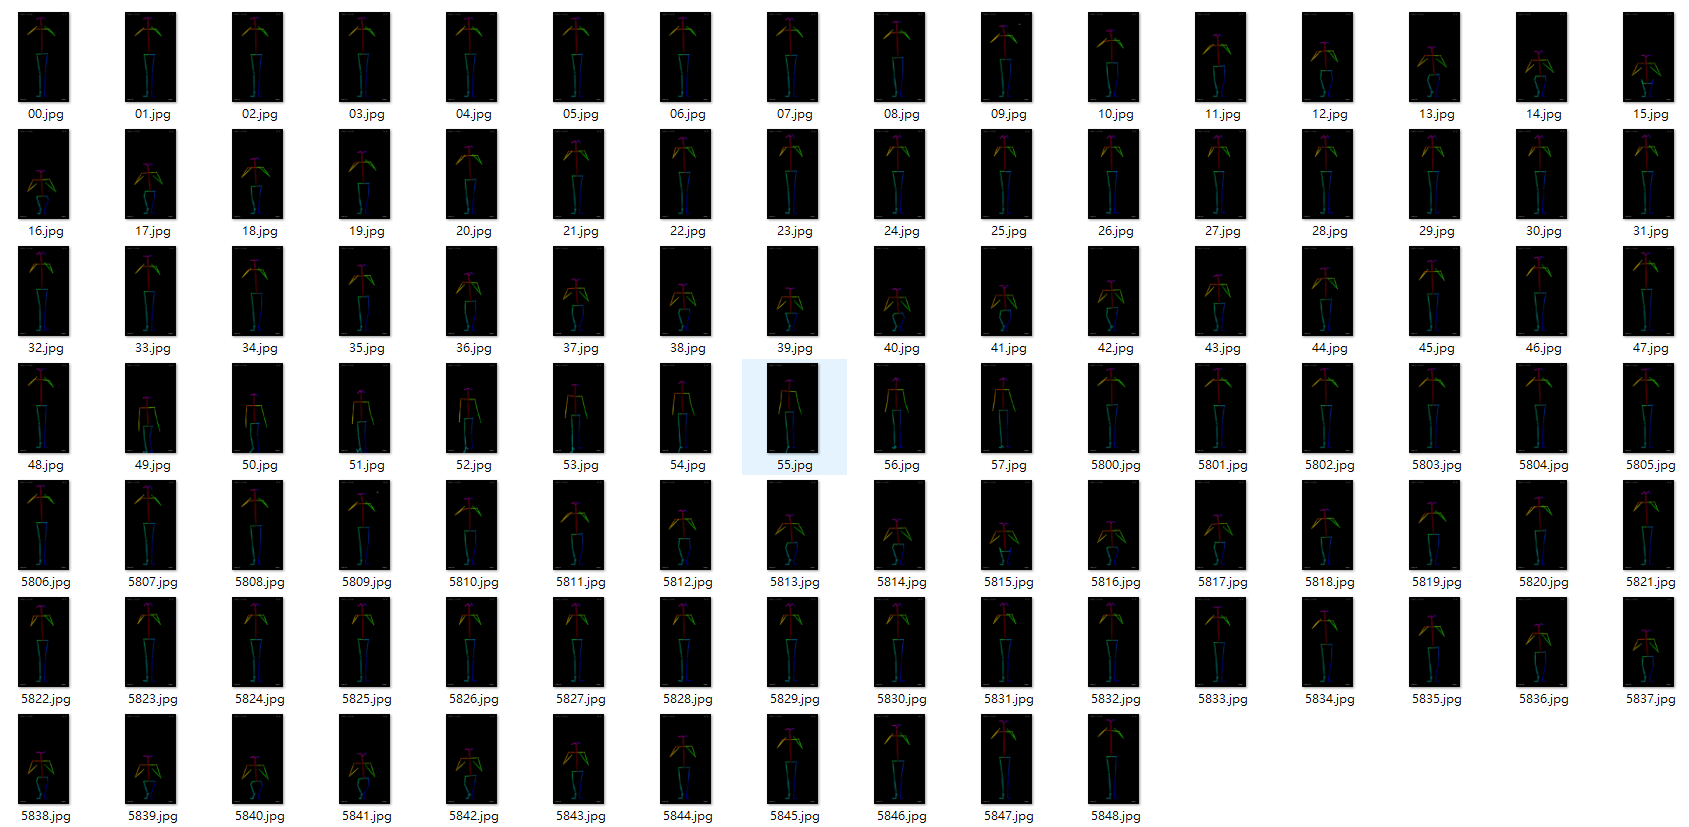 00.jpg 01.jpg 02.jpg 03.jpg 04.jpg 05.jpg 06.jpg 07.jpg 08.jpg 09.jpg 10.jpg 11.jpg 12.jpg 13.jpg 14.jpg 15.jpg
16.jpg 17.jpg 18.jpg 19.jpg 20.jpg 21.jpg 22.jpg 23.jpg 24.jpg 25.jpg 26.jpg 27.jpg 28.jpg 29.jpg 30.jpg 31.jpg
32.jpg 33.jpg 34.jpg 35.jpg 36.jpg 37.jpg 38.jpg 39.jpg 40.jpg 41.jpg 42.jpg 43.jpg 44.jpg 45.jpg 46.jpg 47.jpg
48.jpg 49.jpg 50.jpg 51.jpg 52.jpg 53.jpg 54.jpg 55.jpg 56.jpg 57.jpg 5800.jpg 5801.jpg 5802.jpg 5803.jpg 5804.jpg 5805.jpg
5806.jpg 5807.jpg 5808.jpg 5809.jpg 5810.jpg 5811.jpg 5812.jpg 5813.jpg 5814.jpg 5815.jpg 5816.jpg 5817.jpg 5818.jpg 5819.jpg 5820.jpg 5821.jpg
5822.jpg 5823.jpg 5824.jpg 5825.jpg 5826.jpg 5827.jpg 5828.jpg 5829.jpg 5830.jpg 5831.jpg 5832.jpg 5833.jpg 5834.jpg 5835.jpg 5836.jpg 5837.jpg
5838.jpg 5839.jpg 5840.jpg 5841.jpg 5842.jpg 5843.jpg 5844.jpg 5845.jpg 5846.jpg 5847.jpg 5848.jpg